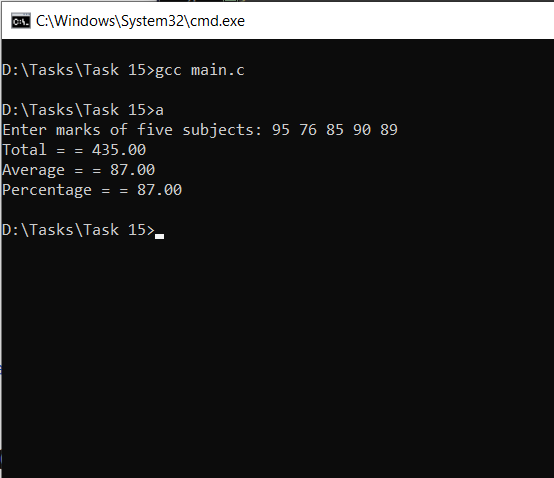 C:\Windows\System32\cmd.exe
D:\Tasks\Task 15>gcc main.c
D:\Tasks\Task 15>a
Enter marks of five subjects: 95 76 85 90 89
Total = = 435.00
Average = = 87.00
Percentage = = 87.00
D:\Tasks\Task 15>